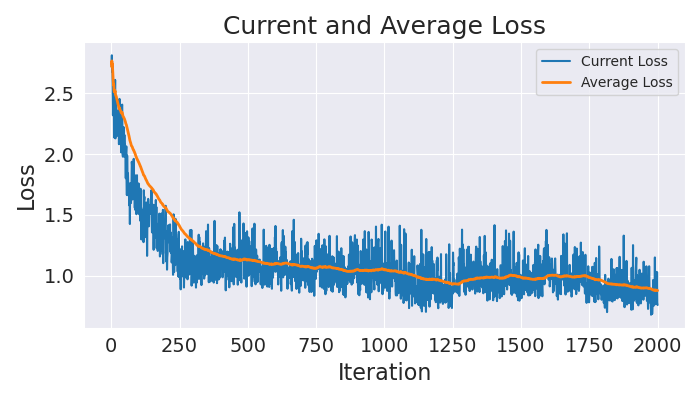 Current and Average Loss
Current Loss
Average Loss
2.5
2.0
1.5
1.0
Loss
0 250 500 750 1000 1250 1500 1750 2000
Iteration